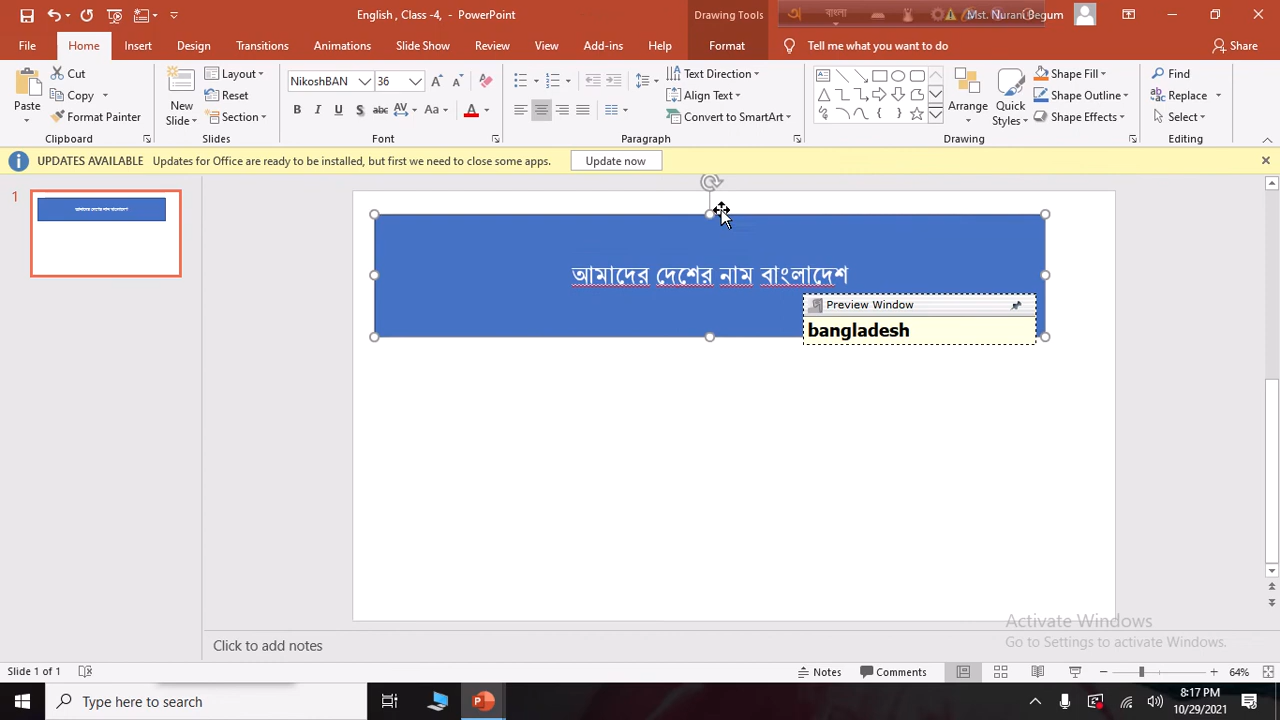 English , Class -4, - PowerPoint
Drawing Tools
বাংলা
Mst. Nurani Begum
File Home Insert Design Transitions Animations Slide Show Review View Add-ins Help Format Tell me what you want to do Share
Paste
Cut
Copy
Format Painter
Clipboard
New Slide
Layout
Reset
Section
Slides
NikoshBAN 36
B I U S abc AV Aa A
Font
Text Direction
Align Text
Convert to SmartArt
Paragraph
Arrange
Quick Styles
Shape Fill
Shape Outline
Shape Effects
Drawing
Find
Replace
Select
Editing
UPDATES AVAILABLE Updates for Office are ready to be installed, but first we need to close some apps. Update now
1
আমাদের দেশের নাম বাংলাদেশ
Preview Window
bangladesh
Activate Windows
Go to Settings to activate Windows.
Click to add notes
Slide 1 of 1
Notes Comments 64%
Type here to search
8:17 PM
10/29/2021